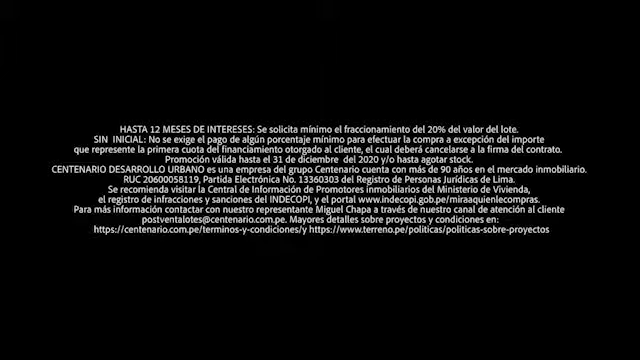 HASTA 12 MESES DE INTERESES: Se solicita mínimo el fraccionamiento del 20% del valor del lote.
SIN INICIAL: No se exige el pago de algún porcentaje mínimo para efectuar la compra a excepción del importe
que represente la primera cuota del financiamiento otorgado al cliente, el cual deberá cancelarse a la firma del contrato.
Promoción válida hasta el 31 de diciembre del 2020 y/o hasta agotar stock.
CENTENARIO DESARROLLO URBANO es una empresa del grupo Centenario cuenta con más de 90 años en el mercado inmobiliario.
RUC 20600058119, Partida Electrónica No. 13360303 del Registro de Personas Jurídicas de Lima.
Se recomienda visitar la Central de Información de Promotores inmobiliarios del Ministerio de Vivienda,
el registro de infracciones y sanciones del INDECOPI, y el portal www.indecopi.gob.pe/miraaquienlecompras.
Para más información contactar con nuestro representante Miguel Chapa a través de nuestro canal de atención al cliente
postventalotes@centenario.com.pe. Mayores detalles sobre proyectos y condiciones en:
https://centenario.com.pe/terminos-y-condiciones/y https://www.terreno.pe/politicas/politicas-sobre-proyectos